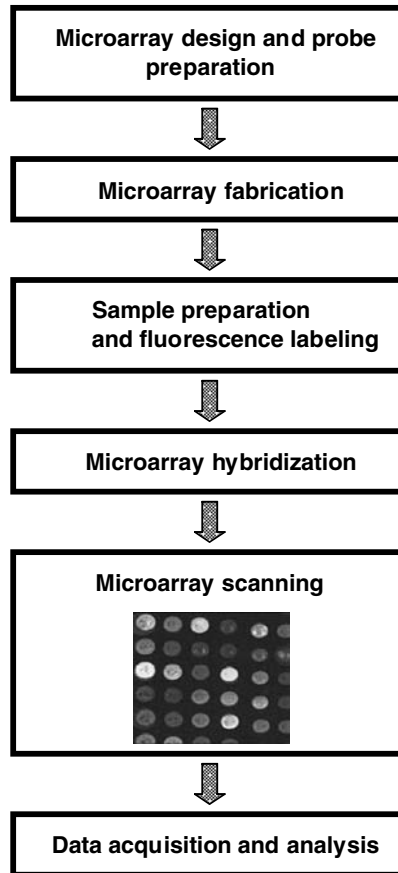 Microarray design and probe
preparation
Microarray fabrication
Sample preparation
and fluorescence labeling
Microarray hybridization
Microarray scanning
Data acquisition and analysis